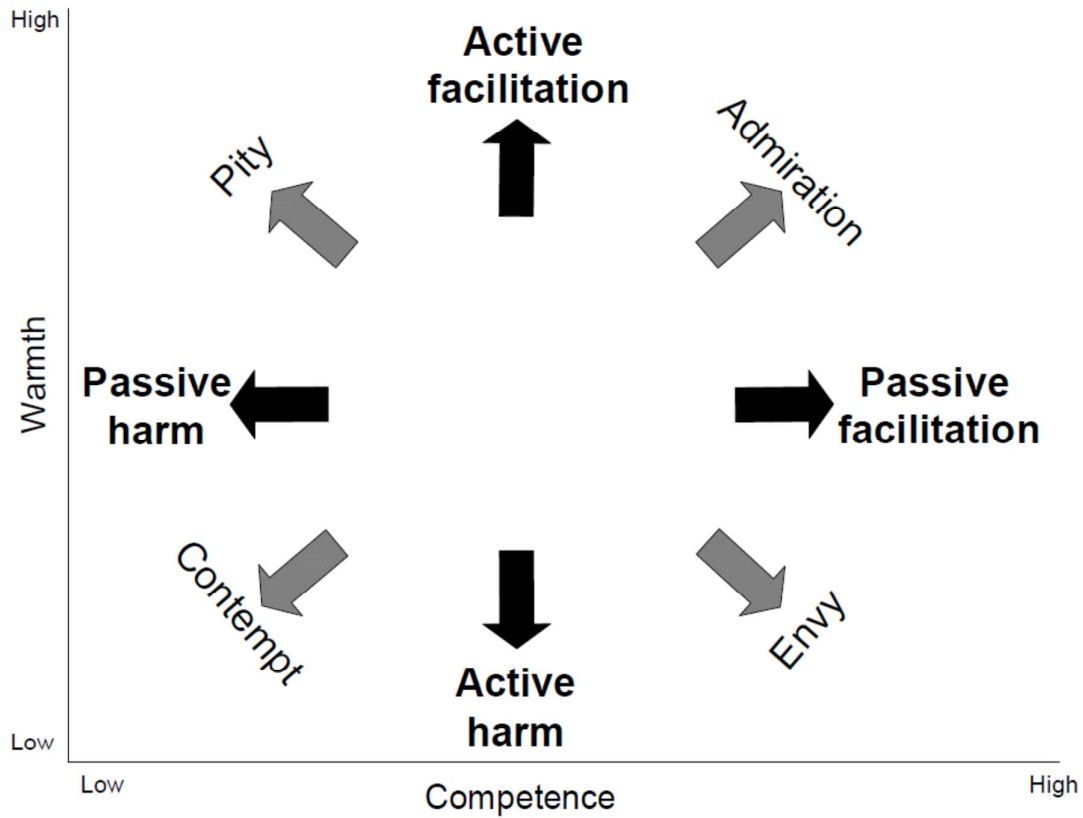 High
Active
facilitation
Pity
Admiration
Warmth
Passive
harm
Passive
facilitation
Contempt
Envy
Active
harm
Low
Low
High
Competence